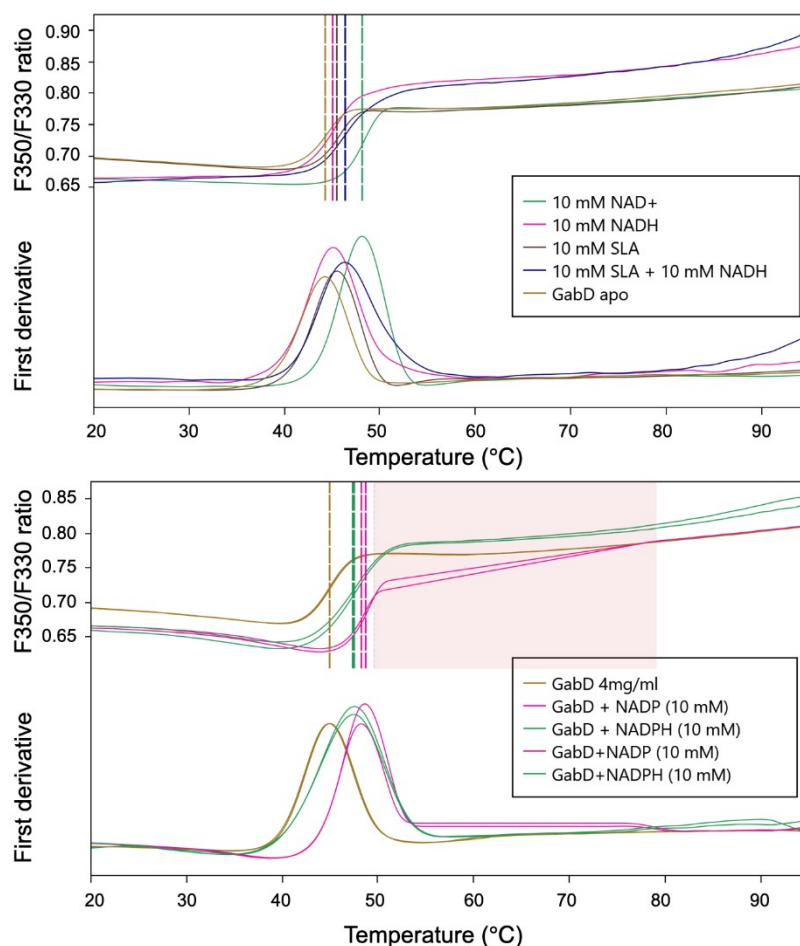 0.90
0.85
0.80
0.75
0.70
0.65
F350/F330 ratio
10 mM NAD+
10 mM NADH
10 mM SLA
10 mM SLA + 10 mM NADH
GabD apo
First derivative
20 30 40 50 60 70 80 90
Temperature (°C)
0.85
0.80
0.70
0.65
F350/F330 ratio
GabD 4mg/ml
GabD + NADP (10 mM)
GabD + NADPH (10 mM)
GabD+NADP (10 mM)
GabD+NADPH (10 mM)
First derivative
20 30 40 50 60 70 80 90
Temperature (°C)